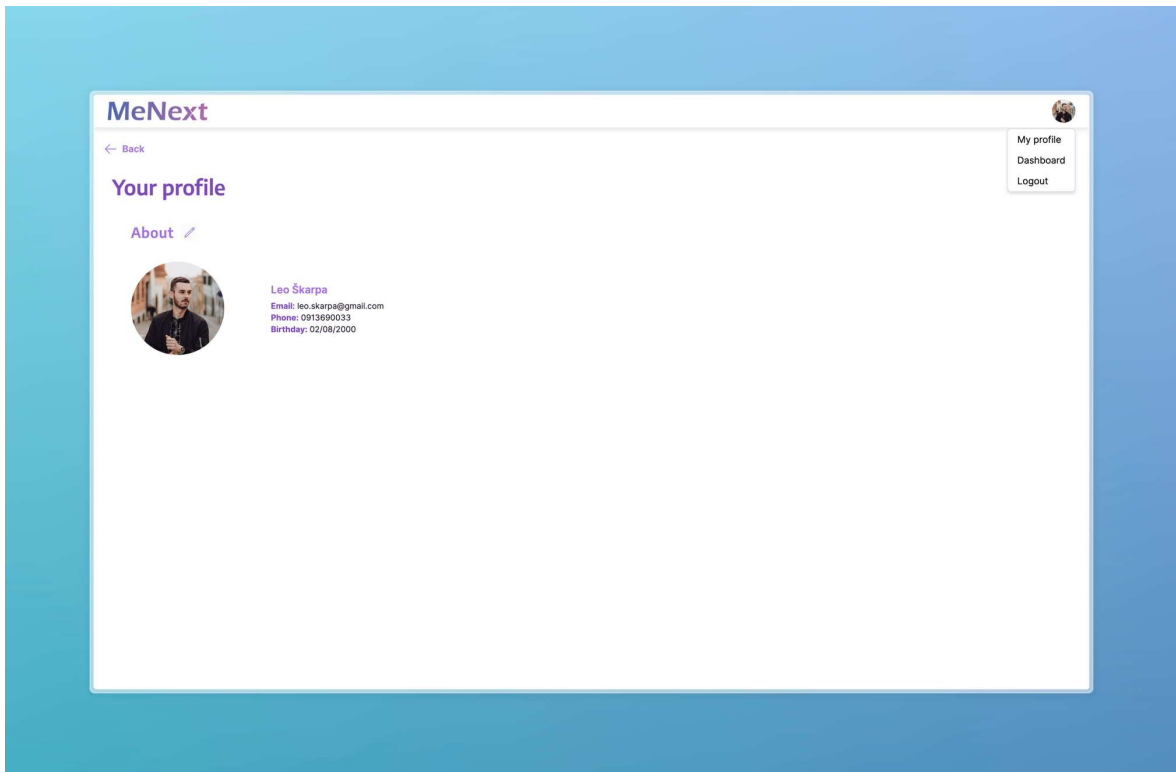 MeNext
← Back
My profile
Dashboard
Logout
Your profile
About
Leo Škarpa
Email: leo.skarpa@gmail.com
Phone: 0913690033
Birthday: 02/08/2000